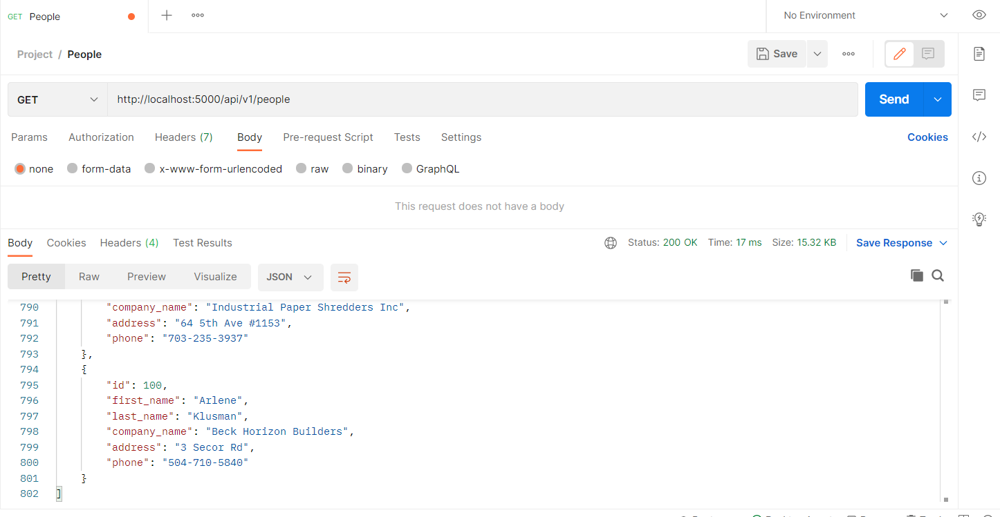 GET People
No Environment
Project / People
Save
GET http://localhost:5000/api/v1/people Send
Params Authorization Headers (7) Body Pre-request Script Tests Settings Cookies
none form-data x-www-form-urlencoded raw binary GraphQL
This request does not have a body
Body Cookies Headers (4) Test Results Status: 200 OK Time: 17 ms Size: 15.32 KB Save Response
Pretty Raw Preview Visualize JSON
790 "company_name": "Industrial Paper Shredders Inc",
791 "address": "64 5th Ave #1153",
792 "phone": "703-235-3937"
793 },
794 {
795 "id": 100,
796 "first_name": "Arlene",
797 "last_name": "Klusman",
798 "company_name": "Beck Horizon Builders",
799 "address": "3 Secor Rd",
800 "phone": "504-710-5840"
801 }
802 ]